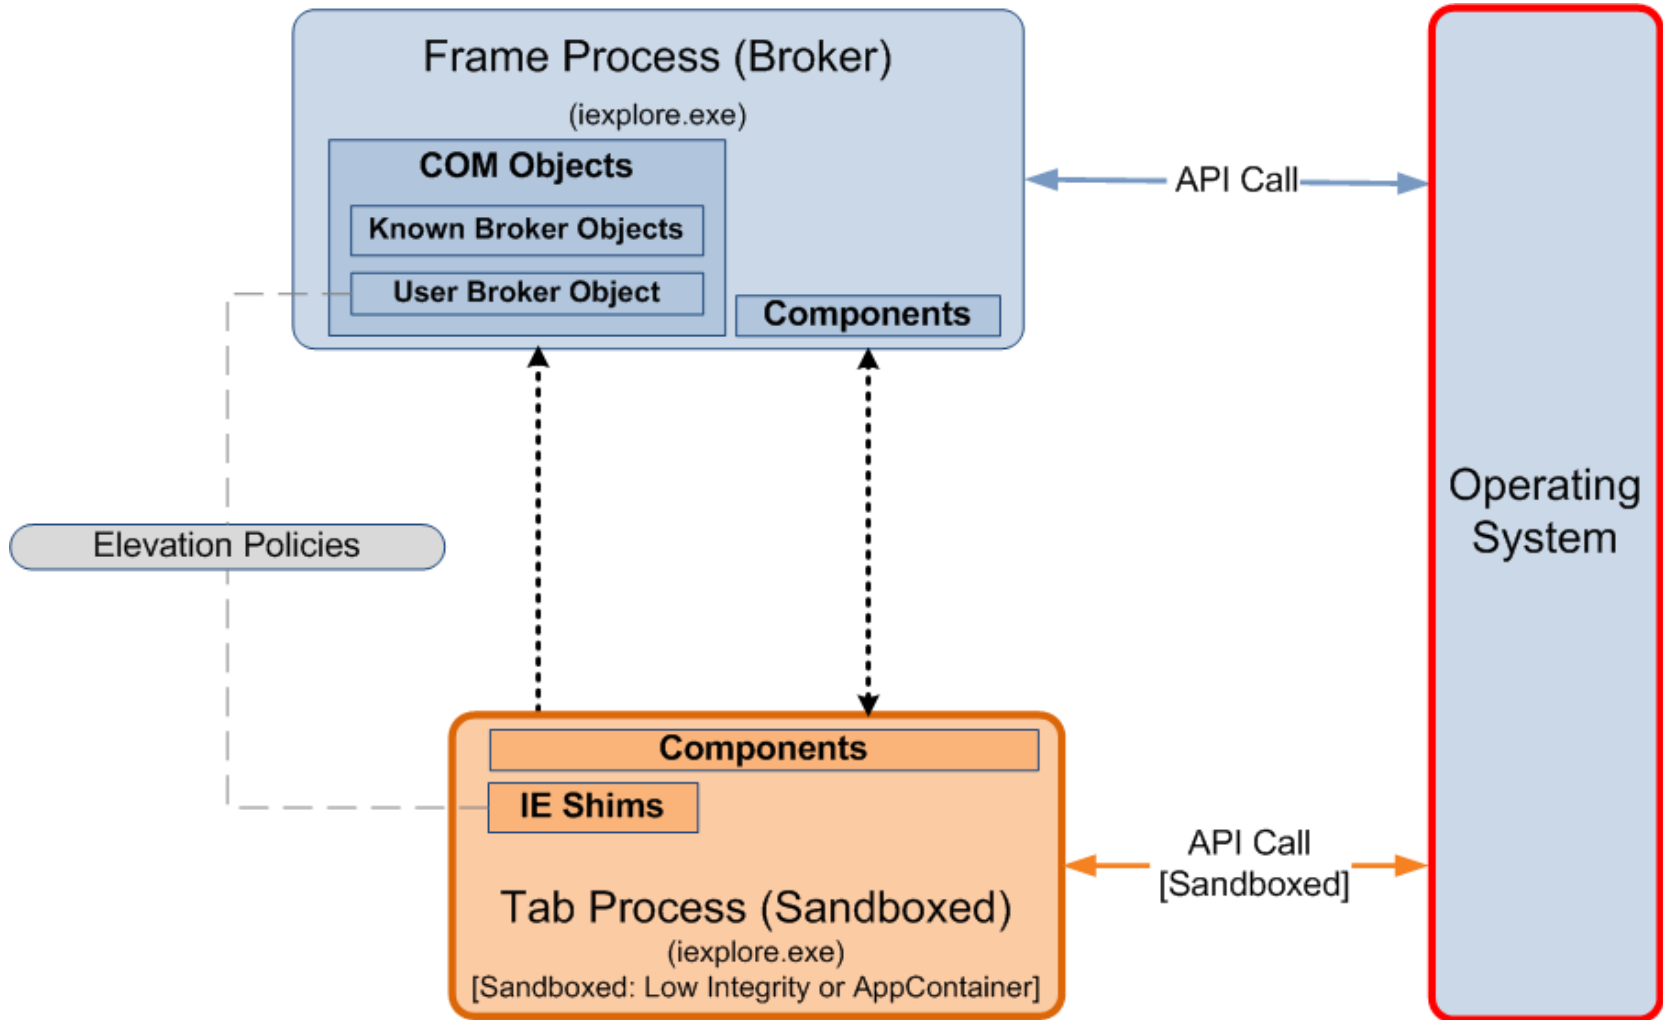 Frame Process (Broker)
(iexplore.exe)
COM Objects
Known Broker Objects
User Broker Object
Components
API Call
Operating
System
Elevation Policies
Components
IE Shims
Tab Process (Sandboxed)
(iexplore.exe)
[Sandboxed: Low Integrity or AppContainer]
API Call
[Sandboxed]